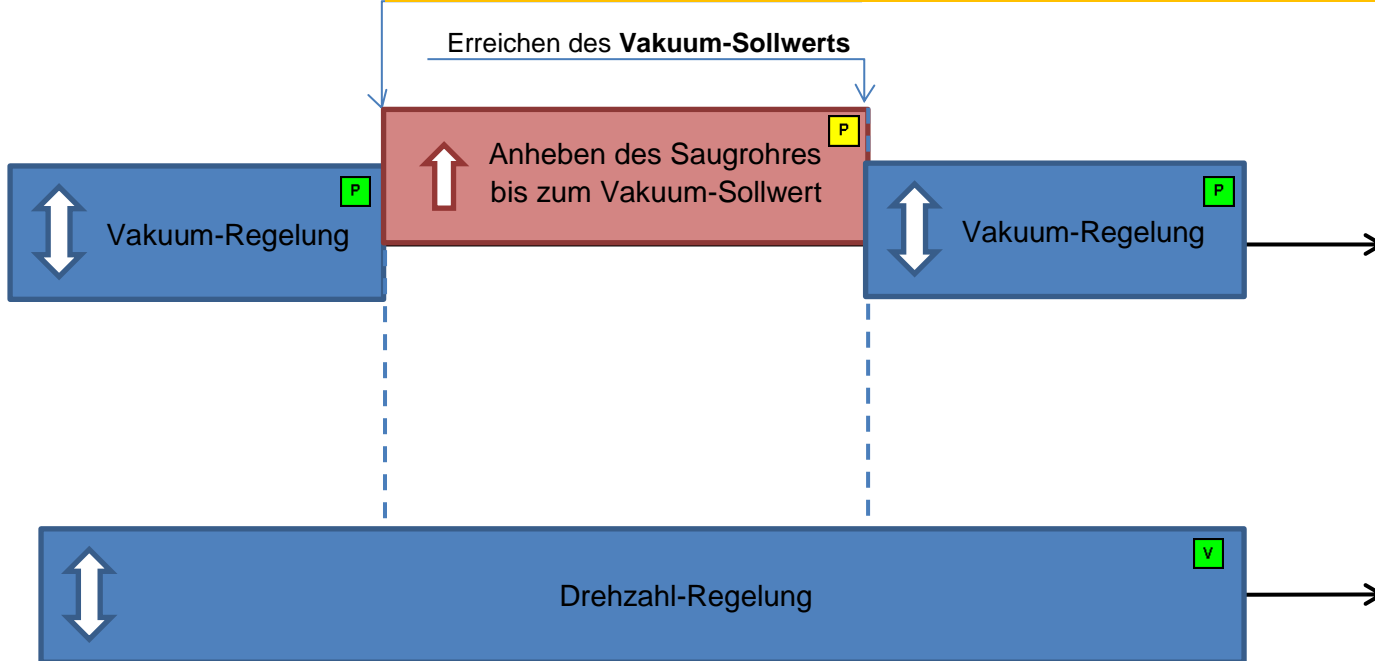 Erreichen des Vakuum-Sollwerts
P
Anheben des Saugrohres
bis zum Vakuum-Sollwert
P
Vakuum-Regelung
P
Vakuum-Regelung
V
Drehzahl-Regelung